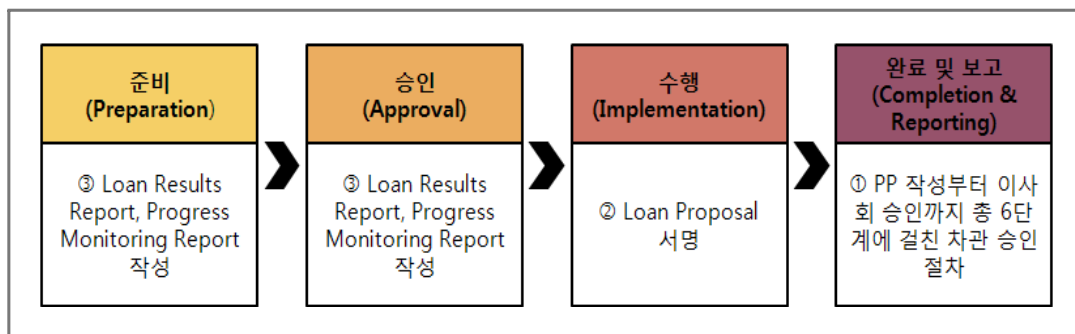 준비
(Preparation)
③ Loan Results
Report, Progress
Monitoring Report
작성
승인
(Approval)
③ Loan Results
Report, Progress
Monitoring Report
작성
수행
(Implementation)
② Loan Proposal
서명
완료 및 보고
(Completion &
Reporting)
① PP 작성부터 이사
회 승인까지 총 6단
계에 걸친 차관 승인
절차